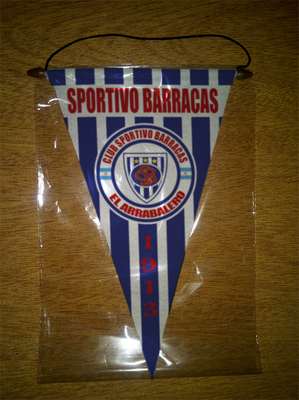 SPORTIVO BARRACAS
CLUB SPORTIVO BARRACAS
EL ARRABALERO
1913